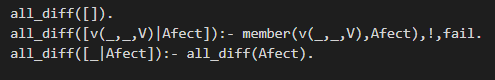 all_diff([]).
all_diff([v(_,_,V)|Afect]):- member(v(_,_,V),Afect),!,fail.
all_diff([_|Afect]):- all_diff(Afect).